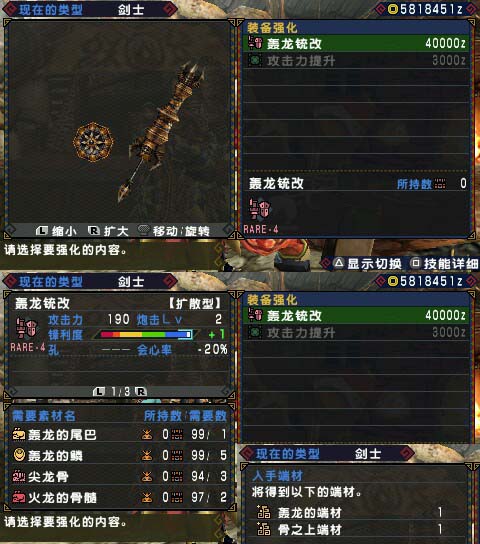 现在的类型 剑士
5818451z
装备强化
轰龙铳改 40000z
攻击力提升 3000z
轰龙铳改 所持数 0
RARE-4
L 缩小 R 扩大 移动/旋转
请选择要强化的内容。
△显示切换 □技能详细
现在的类型 剑士
5818451z
轰龙铳改 【扩散型】
攻击力 190 炮击Lv 2
锋利度 +1
RARE-4
孔 --- 会心率 -20%
L 1/3 R
装备强化
轰龙铳改 40000z
攻击力提升 3000z
需要素材名 所持数/需要数
轰龙的尾巴 0 99/ 1
轰龙的鳞 0 99/ 5
尖龙骨 0 94/ 3
火龙的骨髓 0 97/ 2
请选择要强化的内容。
现在的类型 剑士
入手端材
将得到以下的端材。
轰龙的端材 1
骨之上端材 1